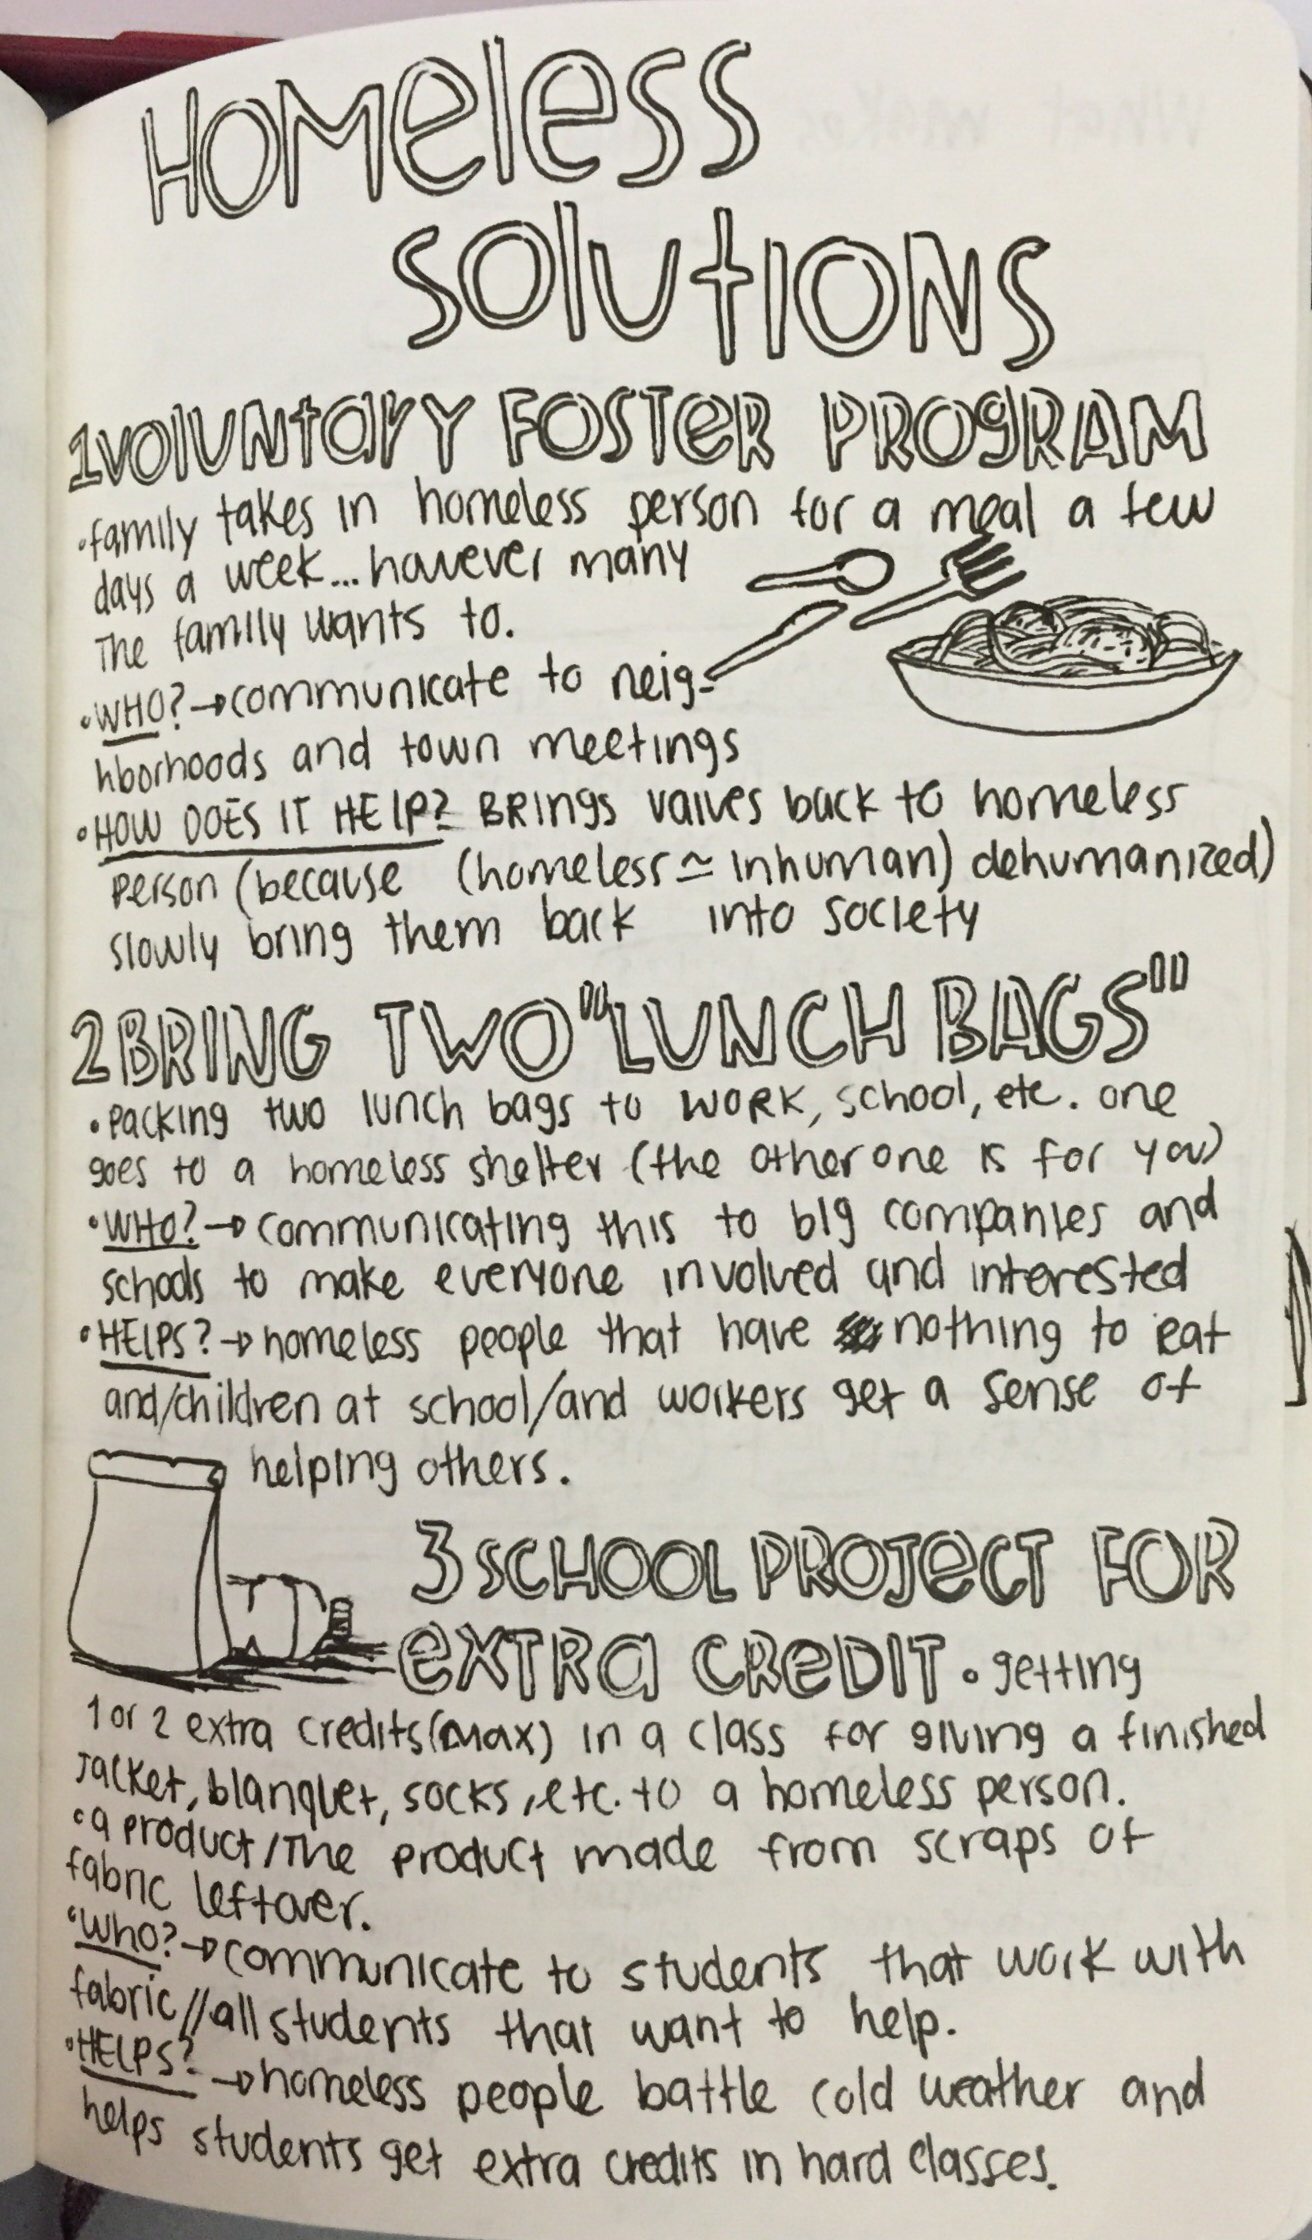 HOMeless
SOlUtIONS
1 VOlUNtarY FOSTeR PROgRAM
•family takes in homeless person for a meal a few
days a week...however many
The family wants to.
•WHO?→communicate to neig-
hborhoods and town meetings
•HOW DOES IT HELP? BRings values back to homeless
person (because (homeless ≃ inhuman) dehumanized)
slowly bring them back into society
2 BRING TWO "LUNCH BAGS"
•Packing two lunch bags to WORK, school, etc. one
goes to a homeless shelter (the other one is for you)
•WHO?→communicating this to big companies and
schools to make everyone involved and interested
•HELPS?→homeless people that have nothing to eat
and/children at school/and workers get a sense of
helping others.
3 SCHOOL PROJeCT FOR
eXTRa CReDIT • getting
1 or 2 extra credits(max) in a class for giving a finished
Jacket, blanquet, socks, etc. to a homeless person.
•a product/The product made from scraps of
fabric leftover.
•Who?→communicate to students that work with
fabric//all students that want to help.
•HELPS?→homeless people battle cold weather and
helps students get extra credits in hard classes.